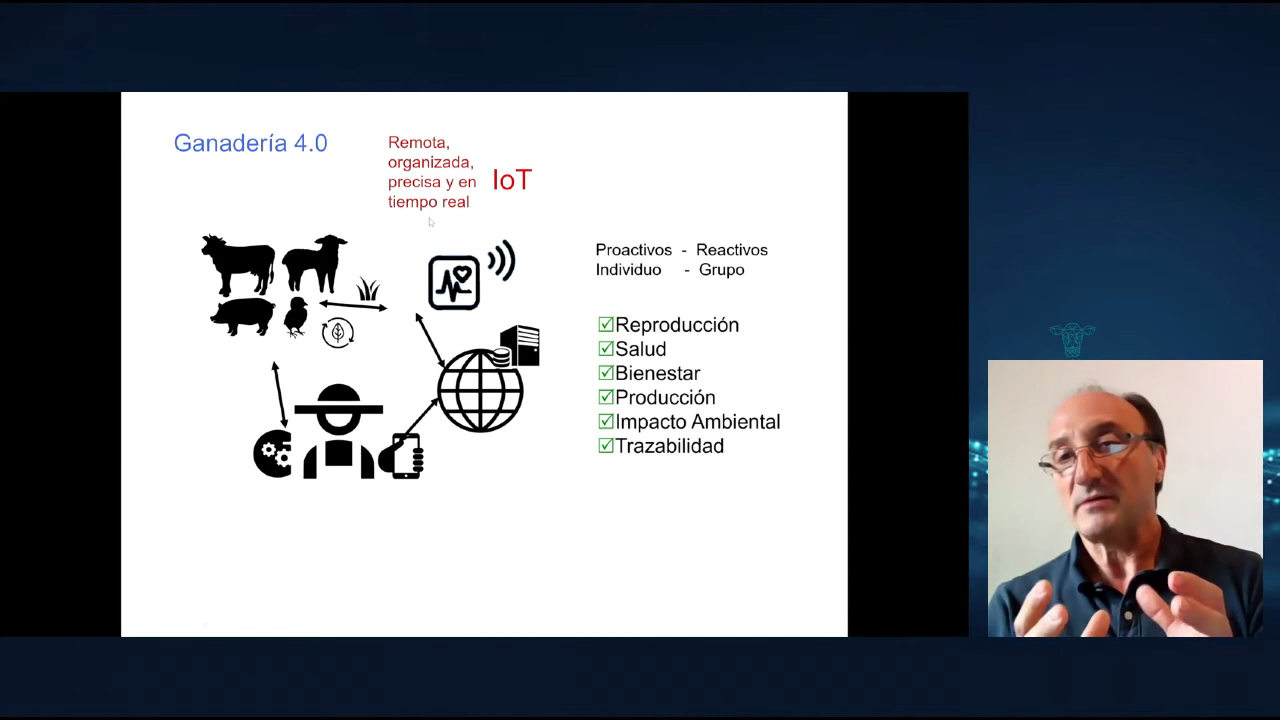 Ganadería 4.0
Remota,
organizada,
precisa y en
tiempo real
IoT
Proactivos - Reactivos
Individuo - Grupo
☑Reproducción
☑Salud
☑Bienestar
☑Producción
☑Impacto Ambiental
☑Trazabilidad